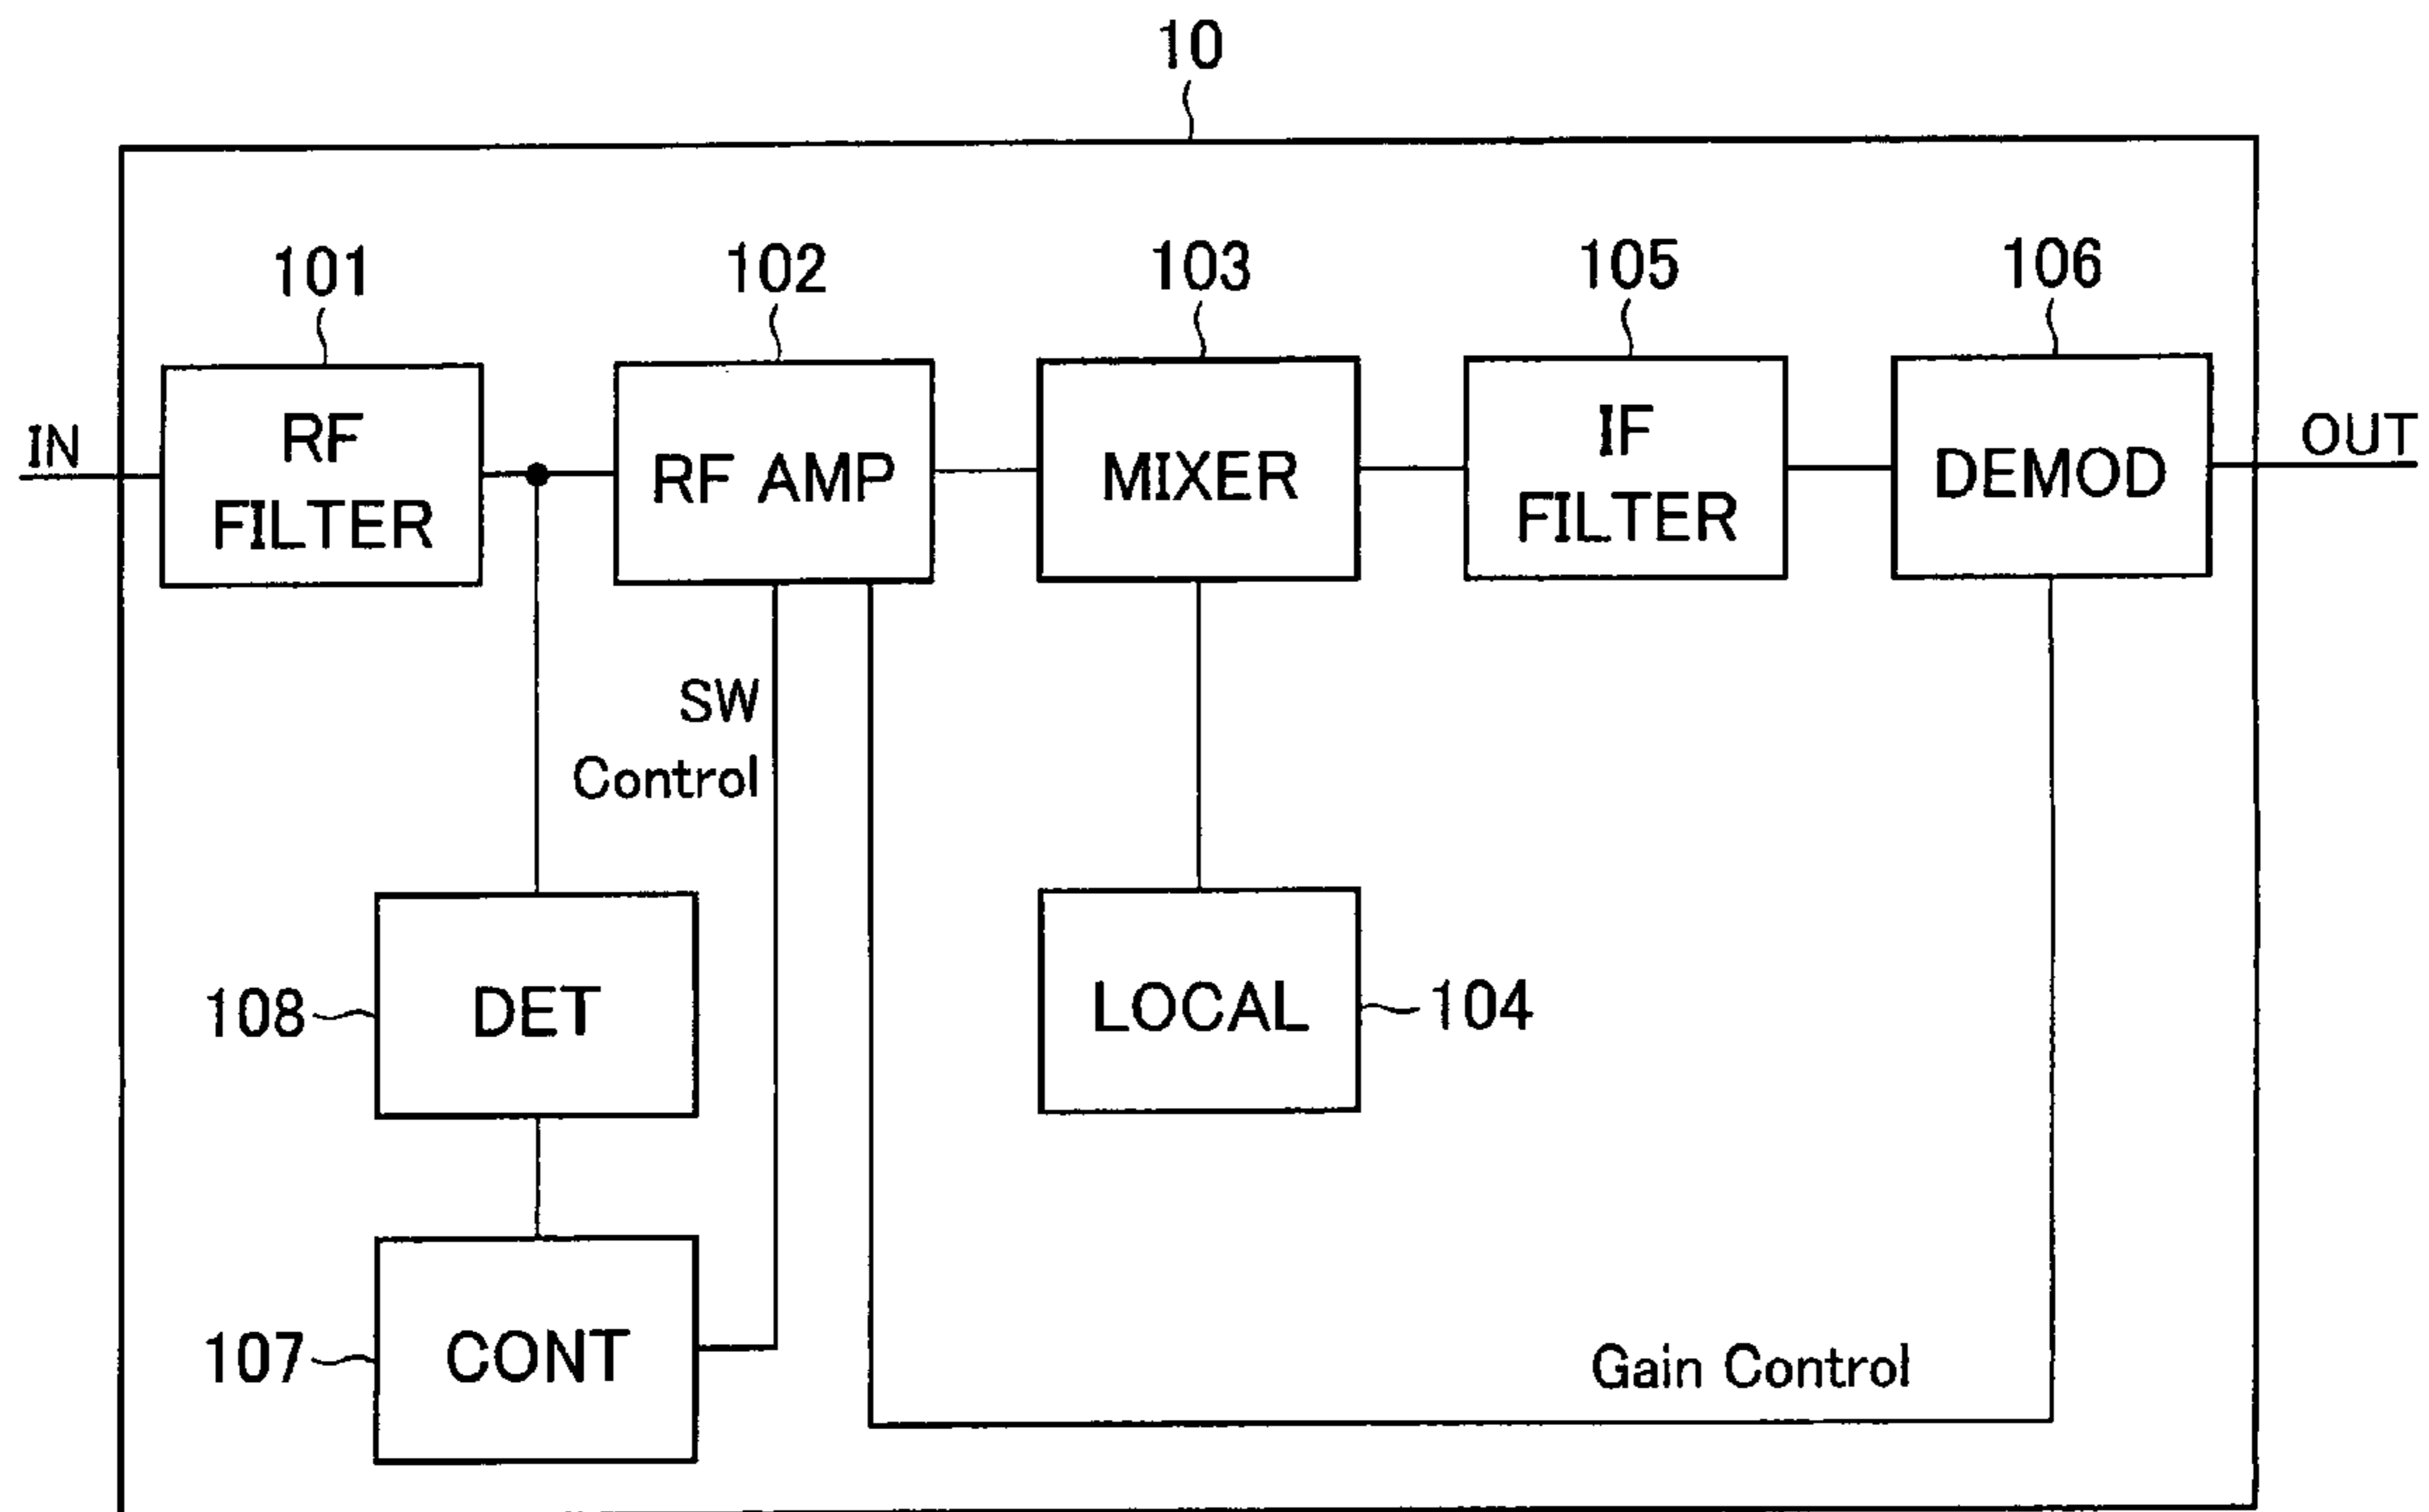 10
101
102
103
105
106
IN
RF
FILTER
RF AMP
MIXER
IF
FILTER
DEMOD
OUT
SW
Control
108
DET
LOCAL
104
107
CONT
Gain Control